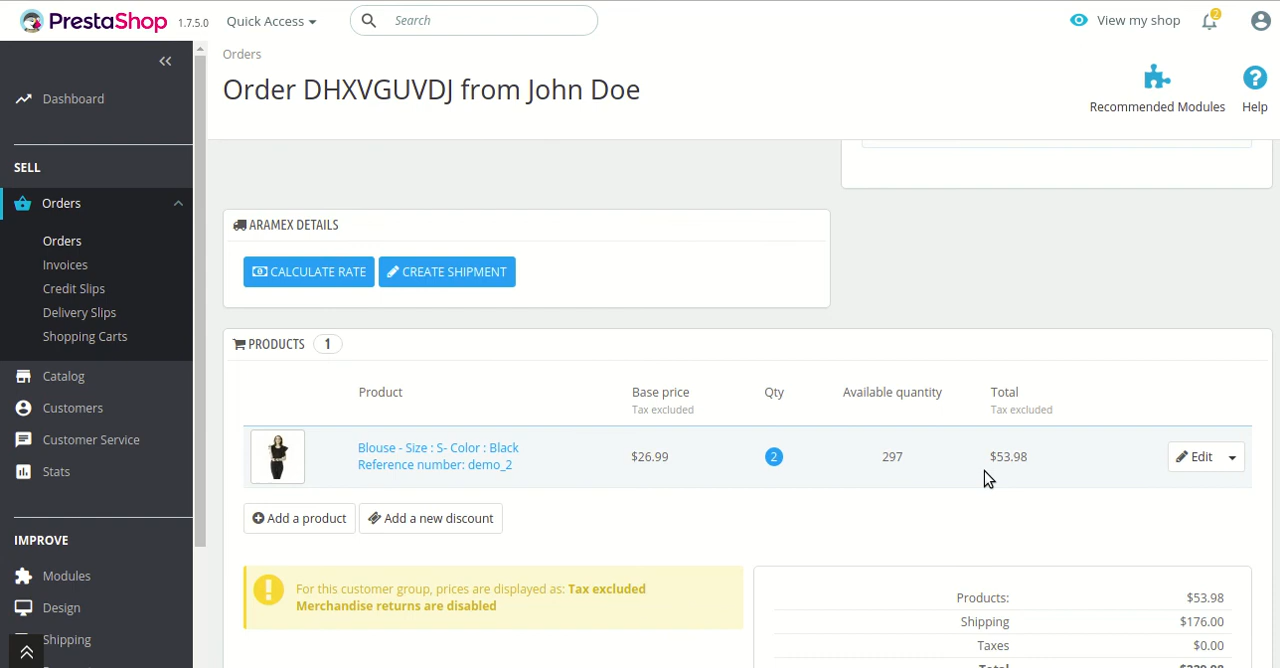 PrestaShop 1.7.5.0 Quick Access Search View my shop 2
Orders
Order DHXVGUVDJ from John Doe
Recommended Modules Help
Dashboard
SELL
Orders
Orders
Invoices
Credit Slips
Delivery Slips
Shopping Carts
Catalog
Customers
Customer Service
Stats
IMPROVE
Modules
Design
Shipping
ARAMEX DETAILS
CALCULATE RATE CREATE SHIPMENT
PRODUCTS 1
Product Base price Qty Available quantity Total
Tax excluded Tax excluded
Blouse - Size : S- Color : Black
Reference number: demo_2
$26.99 2 297 $53.98 Edit
Add a product Add a new discount
For this customer group, prices are displayed as: Tax excluded
Merchandise returns are disabled
Products: $53.98
Shipping $176.00
Taxes $0.00
Total